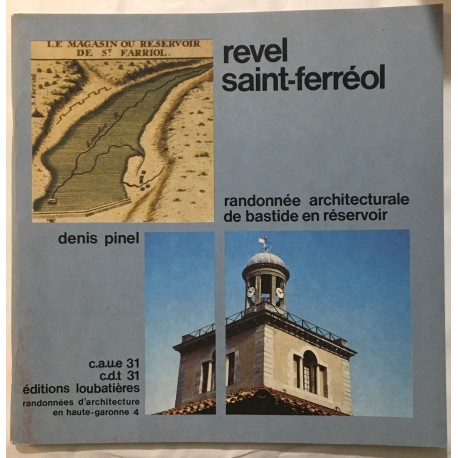 LE MAGASIN OU RESERVOIR
DE S.T FARRIOL.
revel
saint-ferréol
randonnée architecturale
de bastide en réservoir
denis pinel
c.a.u.e 31
c.d.t 31
éditions loubatières
randonnées d'architecture
en haute-garonne 4